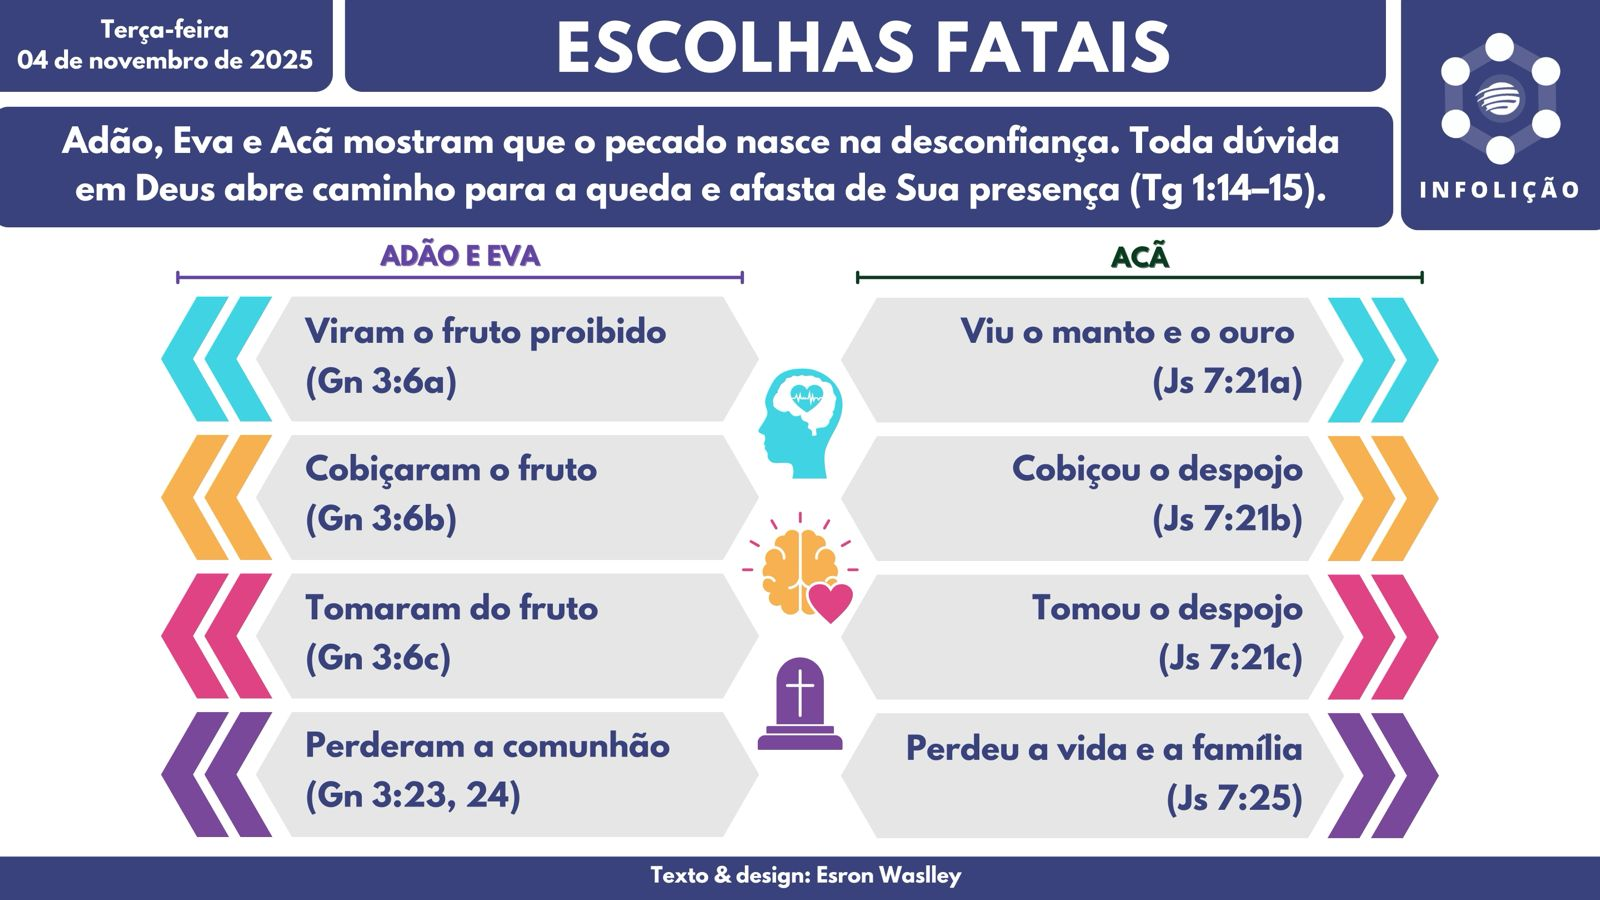 Terça-feira
04 de novembro de 2025
ESCOLHAS FATAIS
Adão, Eva e Acã mostram que o pecado nasce na desconfiança. Toda dúvida
em Deus abre caminho para a queda e afasta de Sua presença (Tg 1:14–15).
INFOLIÇÃO
ADÃO E EVA
Viram o fruto proibido
(Gn 3:6a)
Cobiçaram o fruto
(Gn 3:6b)
Tomaram do fruto
(Gn 3:6c)
Perderam a comunhão
(Gn 3:23, 24)
ACÃ
Viu o manto e o ouro
(Js 7:21a)
Cobiçou o despojo
(Js 7:21b)
Tomou o despojo
(Js 7:21c)
Perdeu a vida e a família
(Js 7:25)
Texto & design: Esron Waslley